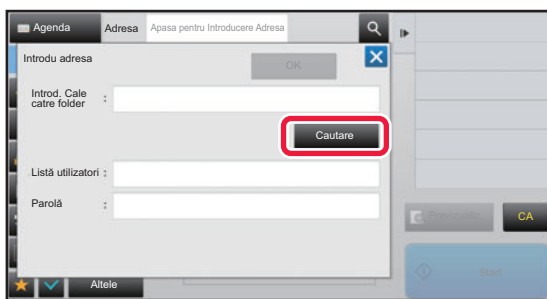 Agenda
Adresa
Apasa pentru Introducere Adresa
Introdu adresa
OK
Introd. Cale
catre folder :
Cautare
Listă utilizatori :
Parolă :
CA
Start
Altele